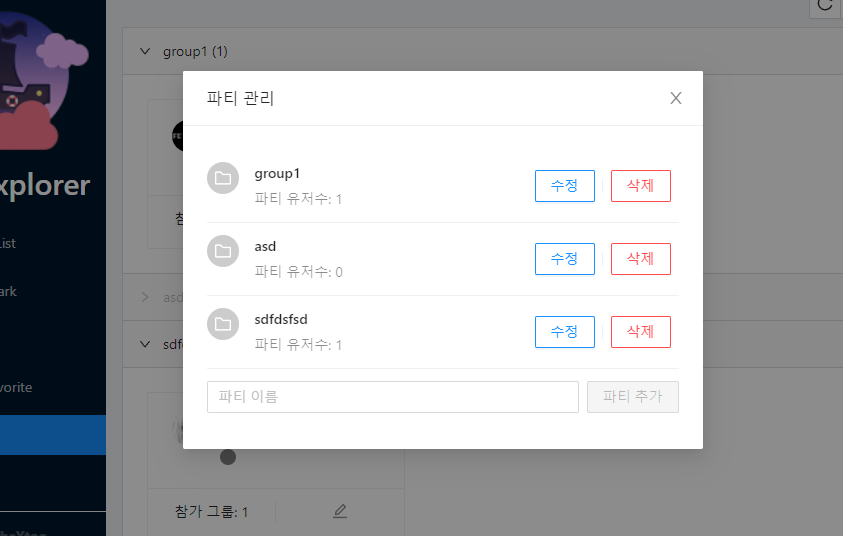 group1 (1)
파티 관리
xplorer
group1
수정
삭제
파티 유저수: 1
참
ist
asd
수정
삭제
파티 유저수: 0
ark
asd
sdfdsfsd
수정
삭제
파티 유저수: 1
sdfd
vorite
파티 이름
파티 추가
참가 그룹: 1